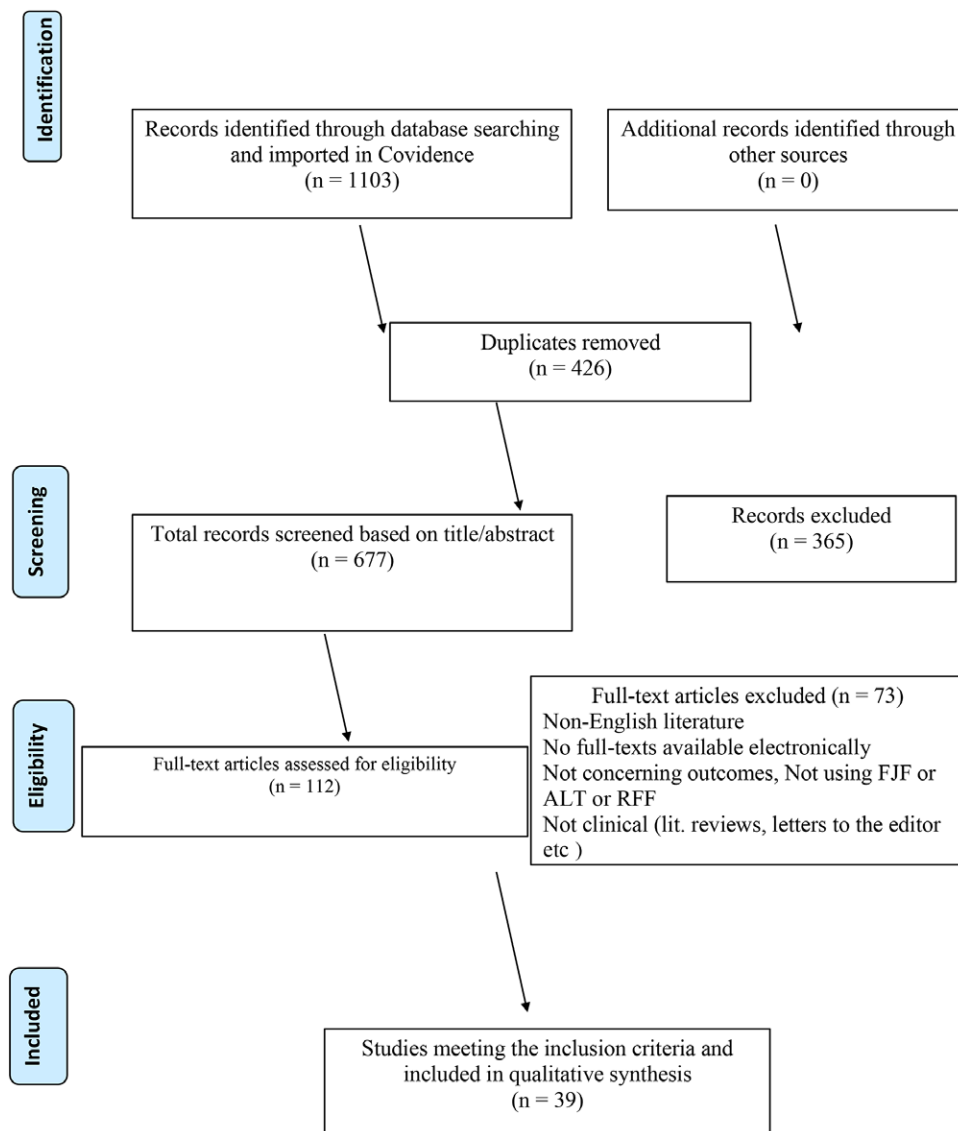 Identification
Records identified through database searching
and imported in Covidence
(n = 1103)
Additional records identified through
other sources
(n = 0)
Duplicates removed
(n = 426)
Screening
Total records screened based on title/abstract
(n = 677)
Records excluded
(n = 365)
Eligibility
Full-text articles assessed for eligibility
(n = 112)
Full-text articles excluded (n = 73)
Non-English literature
No full-texts available electronically
Not concerning outcomes, Not using FJF or
ALT or RFF
Not clinical (lit. reviews, letters to the editor
etc )
Included
Studies meeting the inclusion criteria and
included in qualitative synthesis
(n = 39)